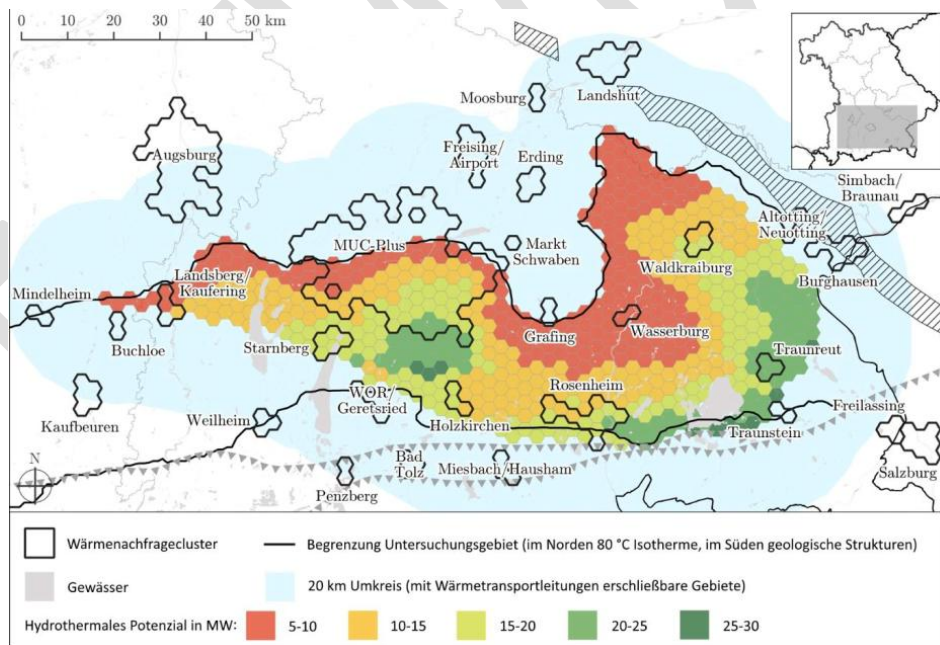 0 10 20 30 40 50 km
Landshut
Moosburg
Augsburg
Freising/
Airport
Erding
Simbach/
Braunau
Altötting/
Neuötting
MUC-Plus
Markt
Schwaben
Waldkraiburg
Burghausen
Landsberg/
Kaufering
Mindelheim
Buchloe
Starnberg
Grafing
Wasserburg
Traunreut
Kaufbeuren
WOR/
Geretsried
Rosenheim
Weilheim
Holzkirchen
Freilassing
Traunstein
N
Bad
Tölz
Miesbach/Hausham
Penzberg
Salzburg
Wärmenachfragecluster
Begrenzung Untersuchungsgebiet (im Norden 80 °C Isotherme, im Süden geologische Strukturen)
Gewässer
20 km Umkreis (mit Wärmetransportleitungen erschließbare Gebiete)
Hydrothermales Potenzial in MW: 5-10 10-15 15-20 20-25 25-30